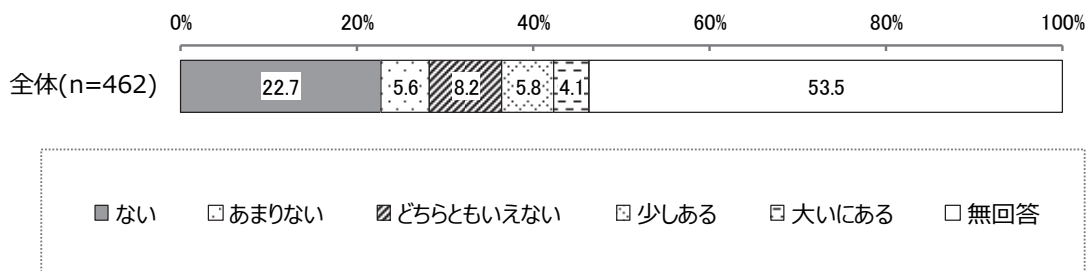 0% 20% 40% 60% 80% 100%
全体(n=462) 22.7 5.6 8.2 5.8 4.1 53.5
ない あまりない どちらともいえない 少しある 大いにある 無回答